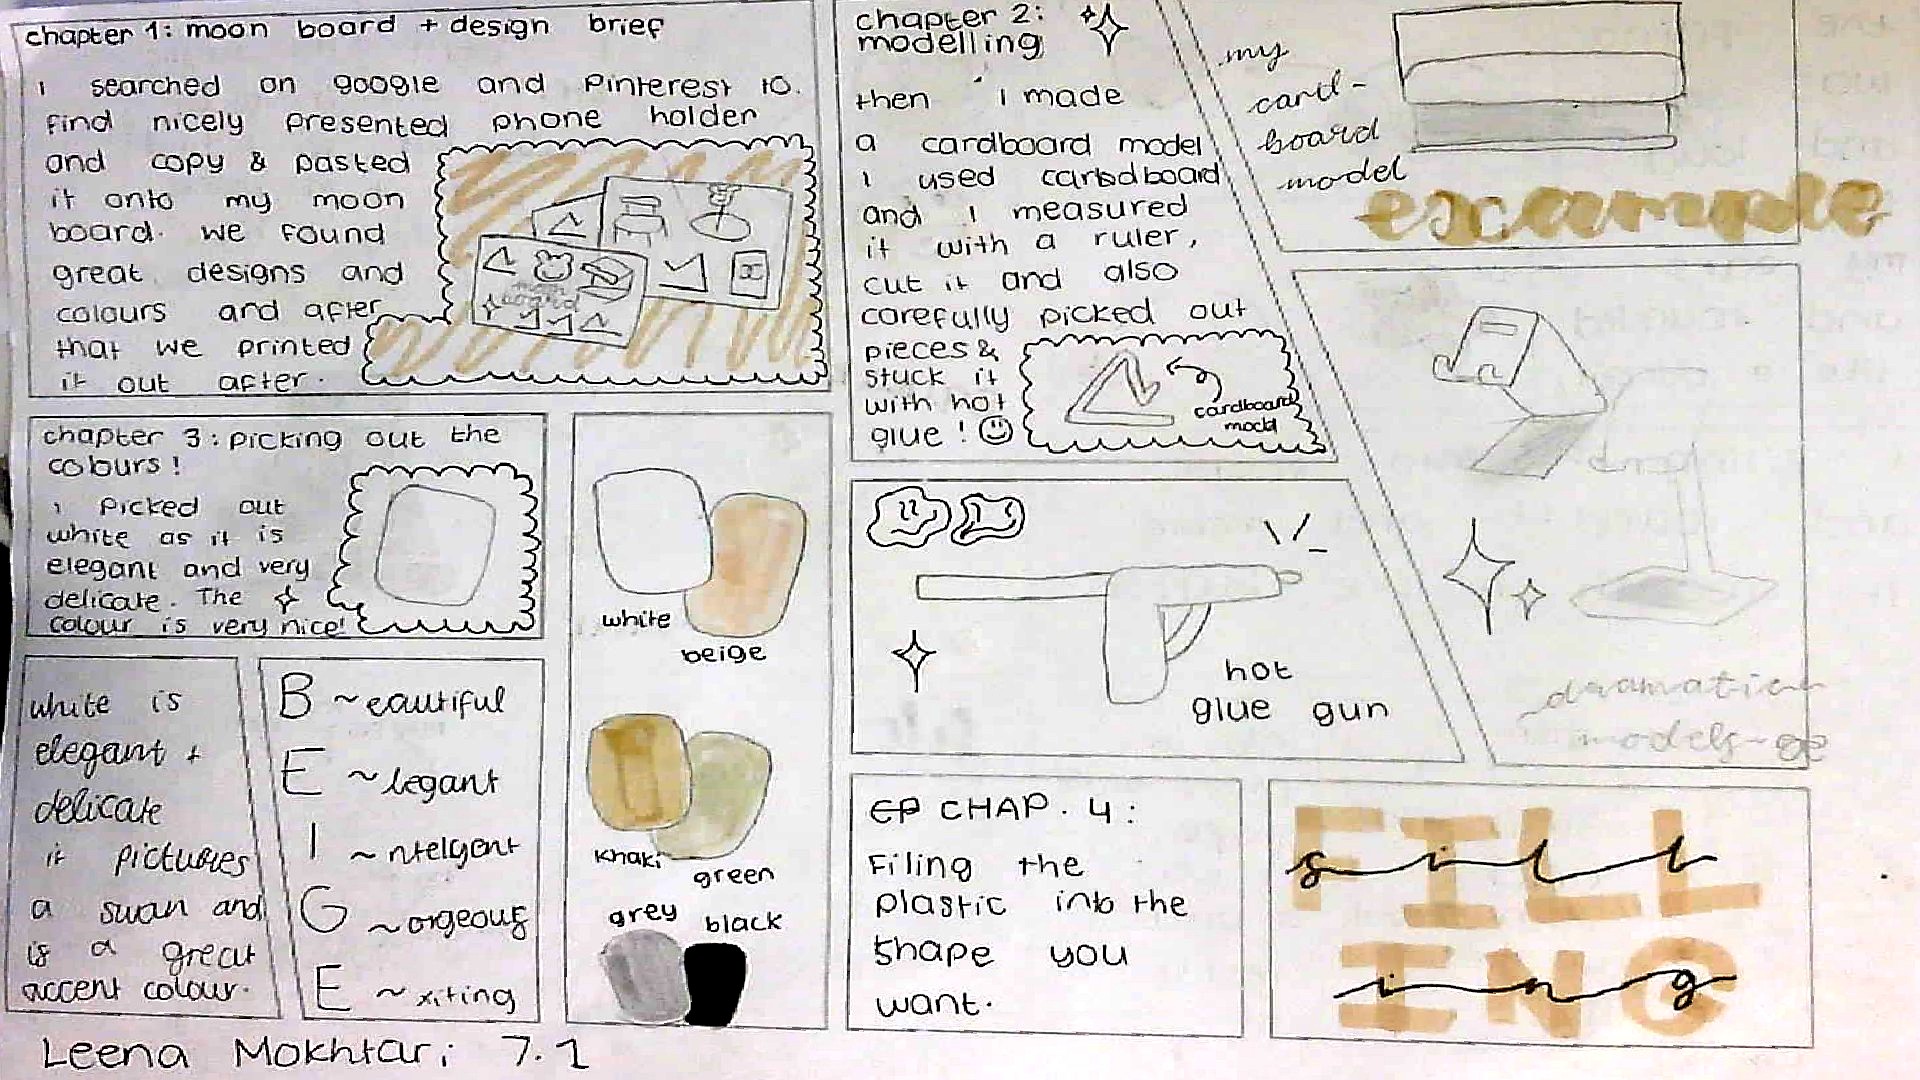 chapter 1: moon board + design brief
I searched on google and Pinterest to.
find nicely presented phone holder
and copy & pasted
it onto my moon
board. we found
great designs and
colours and after
that we printed
it out after.
moon
board
chapter 2:
modelling
then I made
a cardboard model
I used carbdboard
and I measured
it with a ruler,
cut it and also
carefully picked out
pieces &
stuck it
with hot
glue!
cardboard
model
my
card-
board
model
example
chapter 3: picking out the
colours!
I Picked out
white as it is
elegant and very
delicate. The
colour is very nice!
white
beige
khaki
green
grey black
hot
glue gun
dramatic
models
white is
elegant +
delicate
it pictures
a swan and
is a great
accent colour.
B ~eautiful
E ~legant
I ~ntelgent
G ~orgeous
E ~xiting
CHAP. 4:
Filing the
plastic into the
shape you
want.
FILL
fill
ING
ing
Leena Mokhtari 7.1